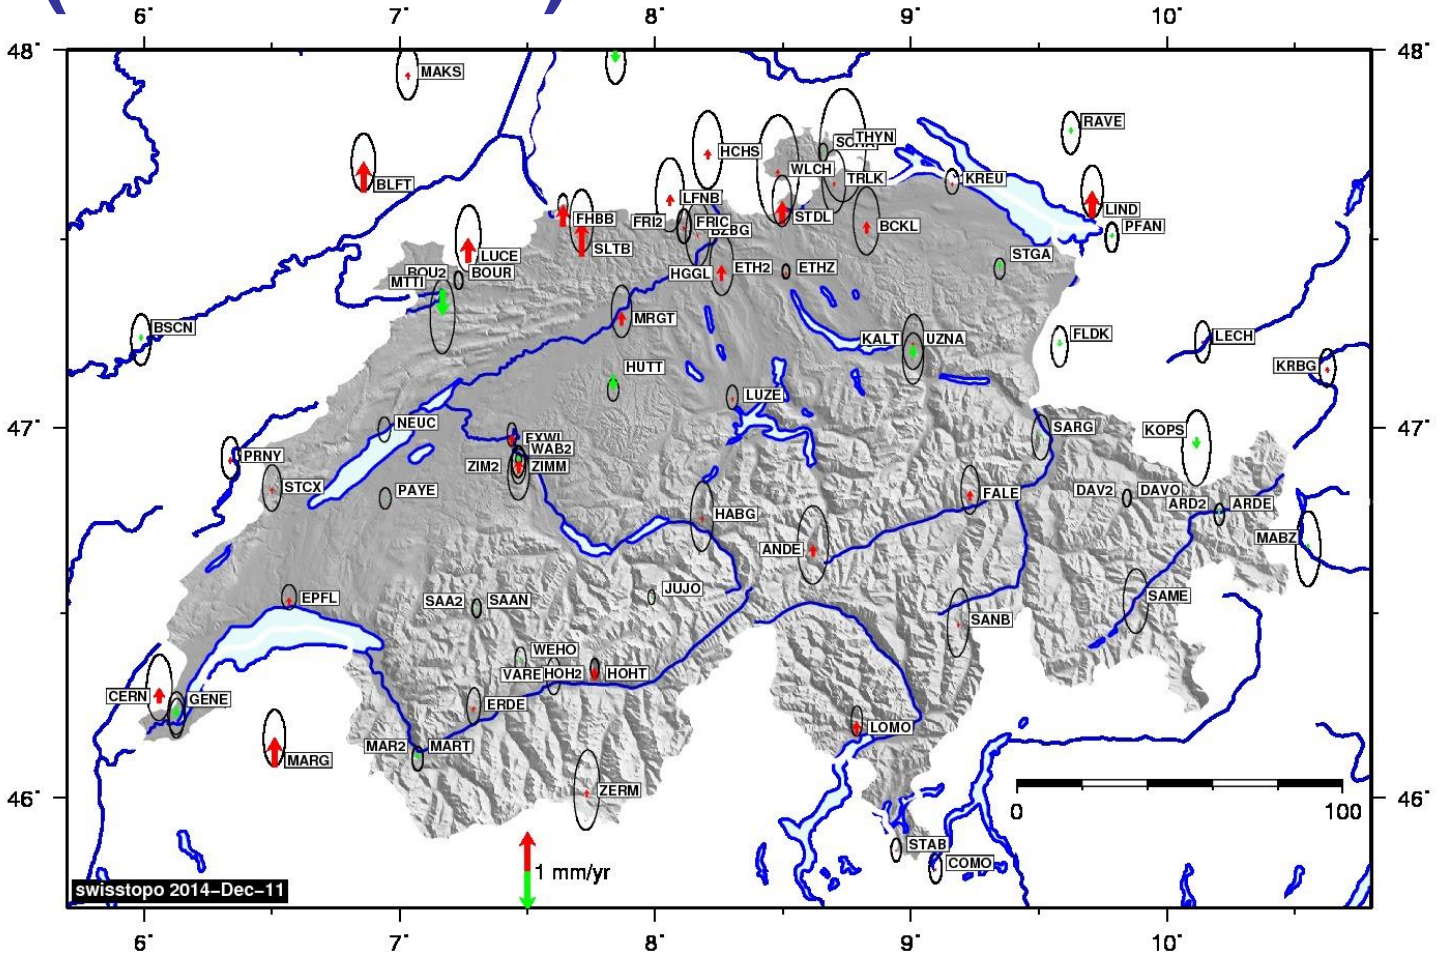 6° 7° 8° 9° 10°
48° 48°
MAKS
RAVE
THYN
HCHS
WLCH
TRLK KREU
BLFT
LFNB
LIND
FHBB FRI2 FRIC STDL BCKL PFAN
SLTB BZBG
LUCE STGA
BOU2 BOUR HGGL ETH2 ETHZ
MTTI
BSCN MRGT KALT UZNA FLDK LECH
HUTT KRBG
LUZE
47° NEUC SARG KOPS 47°
EXWI
WAB2
PRNY ZIM2 ZIMM
STCX PAYE FALE DAV2 DAVO
ARD2 ARDE
HABG
ANDE MABZ
EPFL SAA2 SAAN JUJO SAME
SANB
WEHO
VARE HOH2 HOHT
CERN GENE ERDE
LOMO
MAR2 MART
MARG
46° ZERM 46°
0 100
STAB
COMO
1 mm/yr
swisstopo 2014-Dec-11
6° 7° 8° 9° 10°